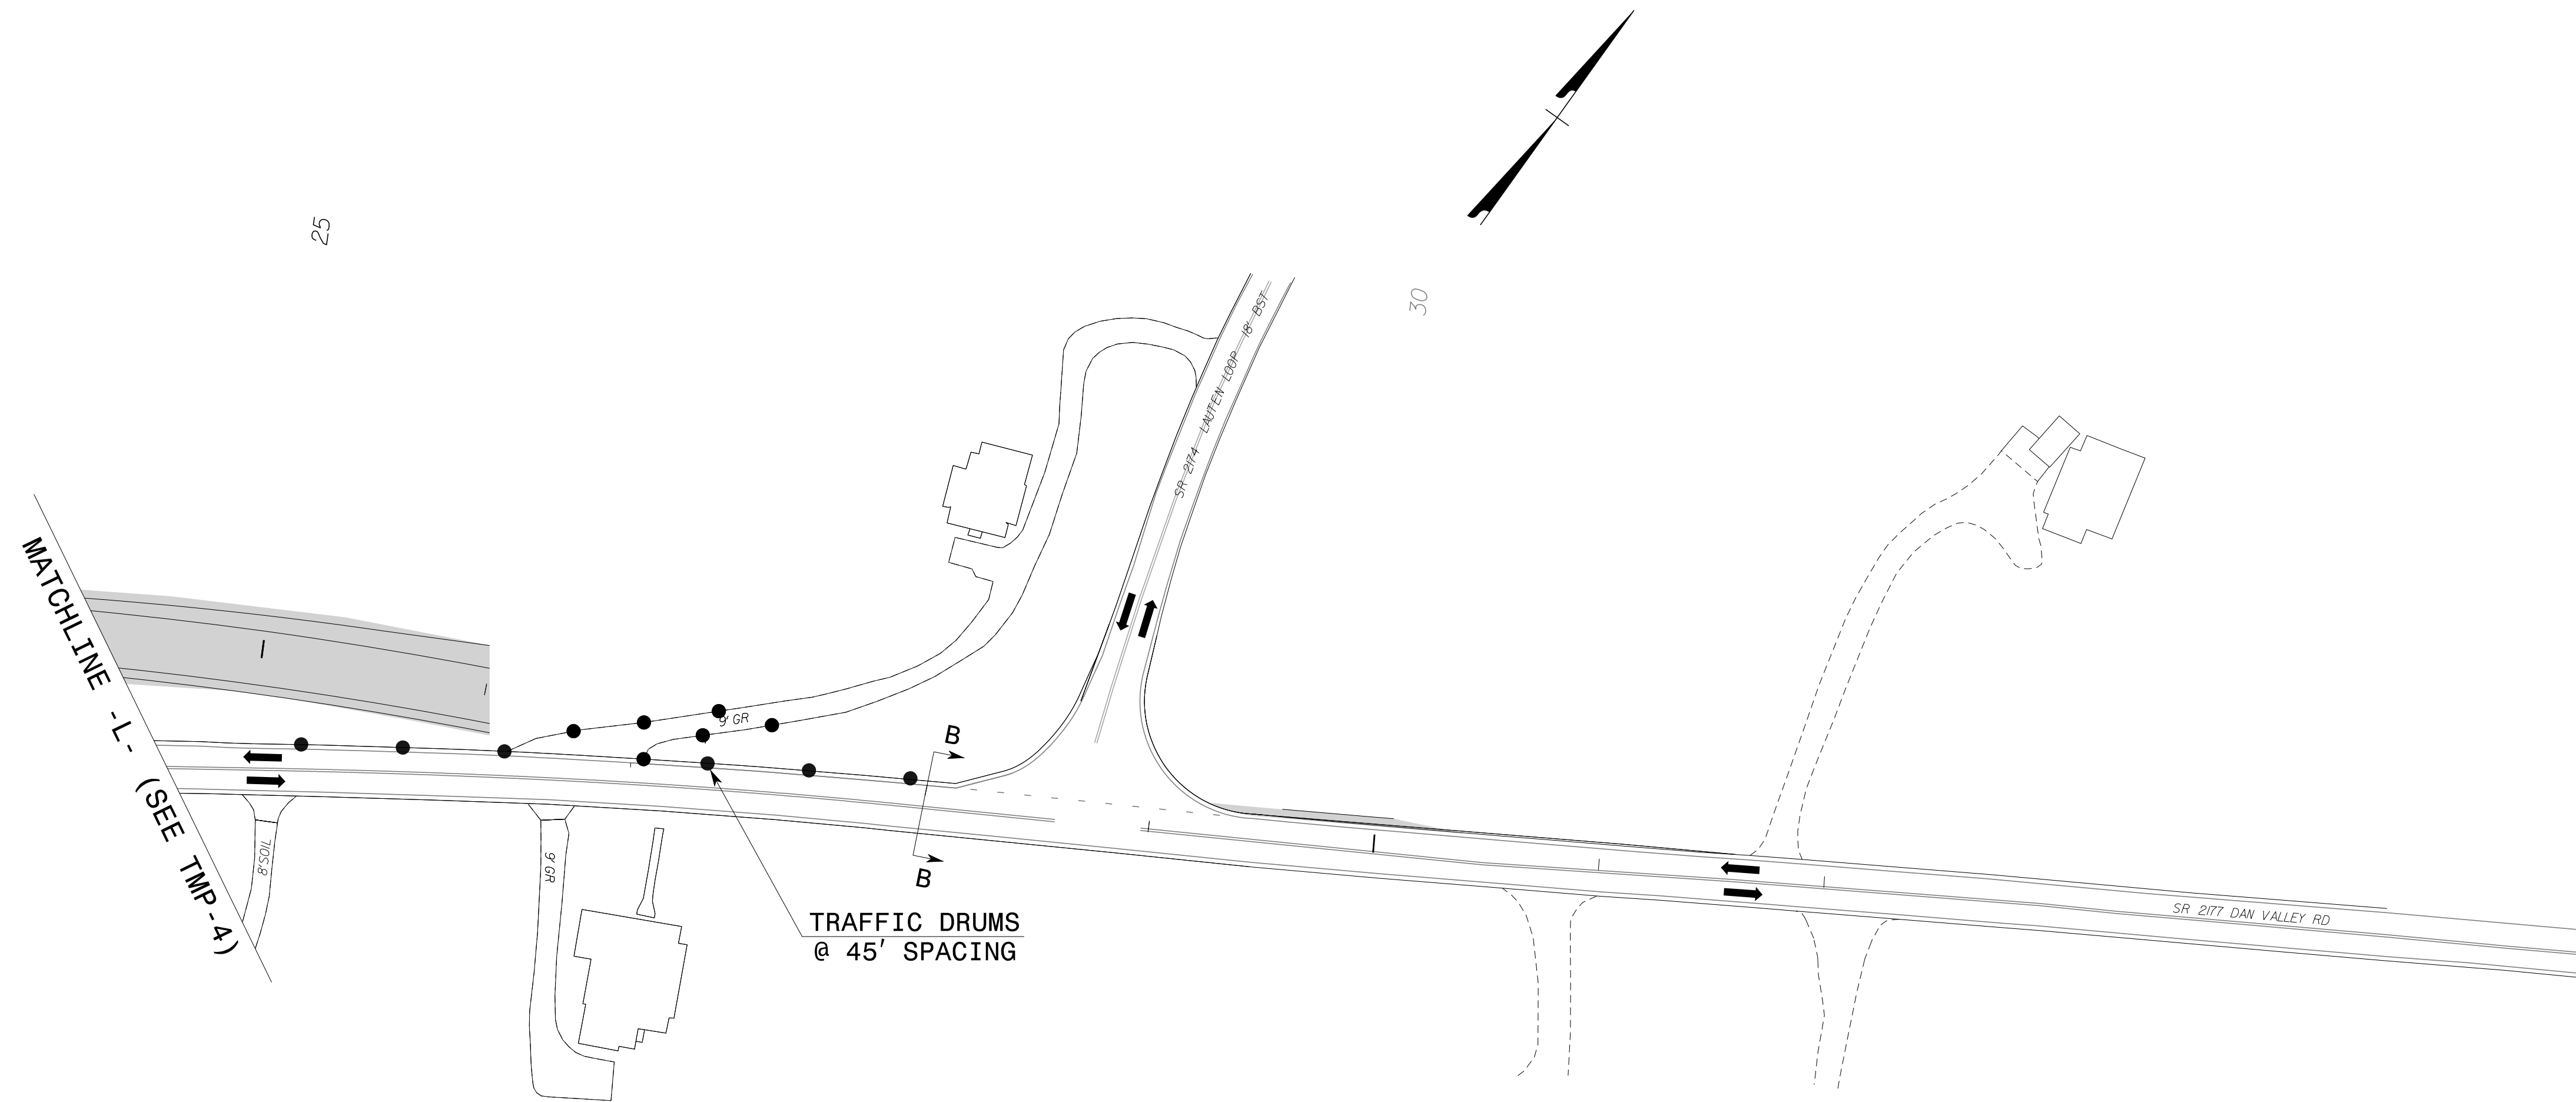 25
30
SR 2174 LAUTEN LOOP 18' BST
MATCHLINE -L- (SEE TMP-4)
9' GR
B
B
8' SOIL
9' GR
TRAFFIC DRUMS
@ 45' SPACING
SR 2177 DAN VALLEY RD